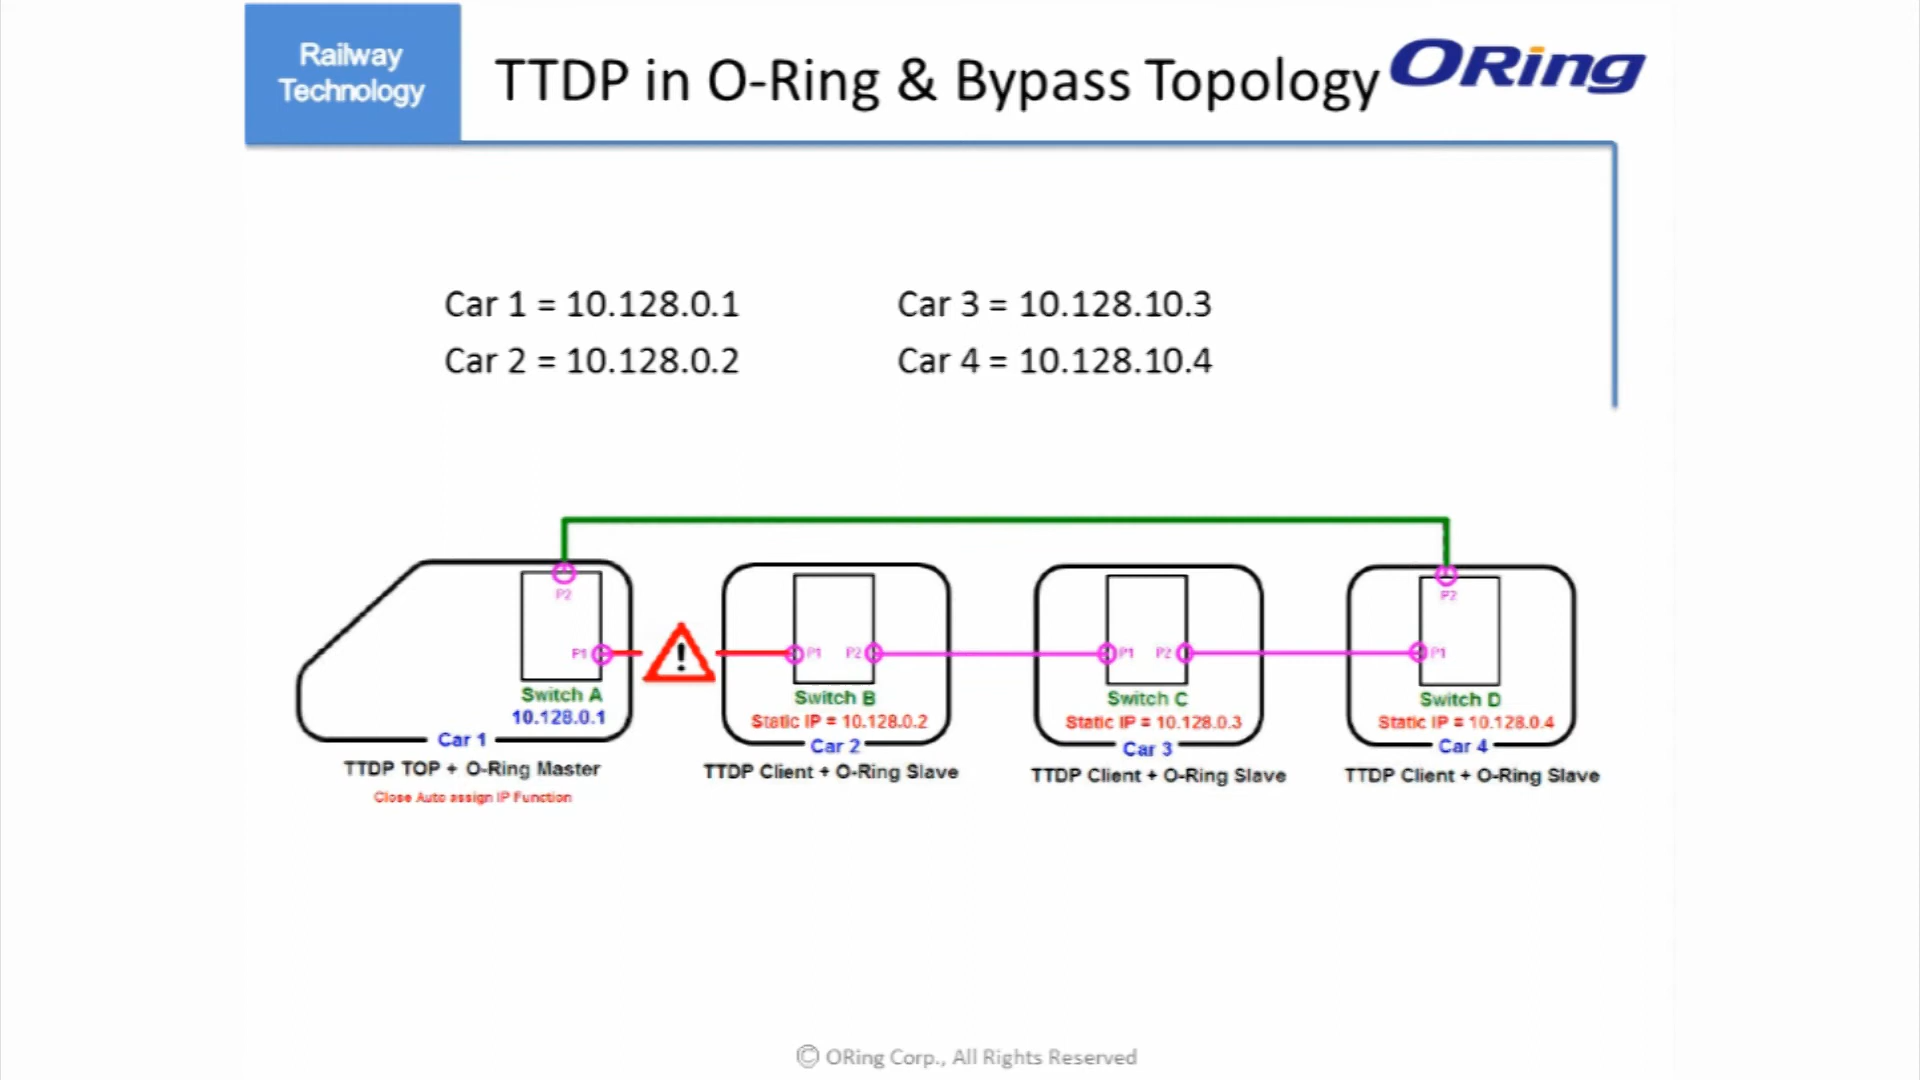 Railway
Technology
TTDP in O-Ring & Bypass Topology
ORing
Car 1 = 10.128.0.1
Car 3 = 10.128.10.3
Car 2 = 10.128.0.2
Car 4 = 10.128.10.4
P2
P2
P1
P1
P2
P1
P2
P1
Switch A
Switch B
Switch C
Switch D
10.128.0.1
Static IP = 10.128.0.2
Static IP = 10.128.0.3
Static IP = 10.128.0.4
Car 1
Car 2
Car 3
Car 4
TTDP TOP + O-Ring Master
TTDP Client + O-Ring Slave
TTDP Client + O-Ring Slave
TTDP Client + O-Ring Slave
Close Auto assign IP Function
© ORing Corp., All Rights Reserved